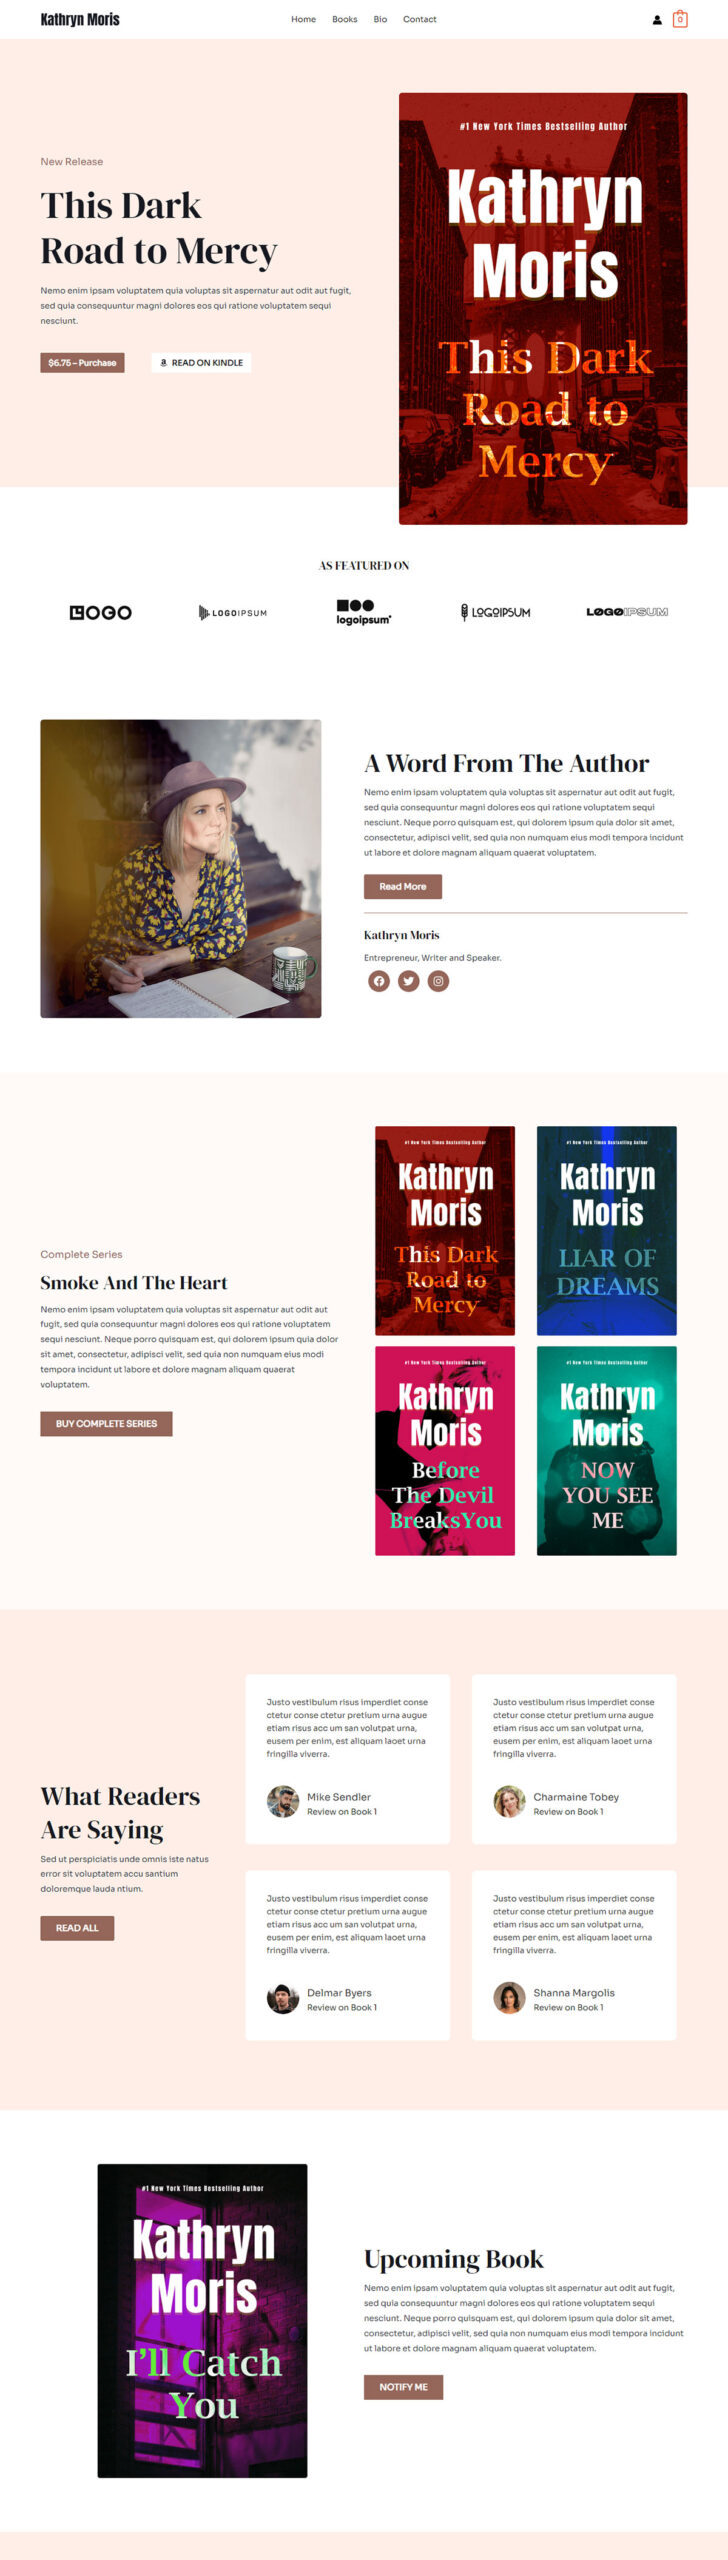 Kathryn Moris
Home Books Bio Contact
0
New Release
This Dark
Road to Mercy
Nemo enim ipsam voluptatem quia voluptas sit aspernatur aut odit aut fugit,
sed quia consequuntur magni dolores eos qui ratione voluptatem sequi
nesciunt.
$6.75 – Purchase
READ ON KINDLE
#1 New York Times Bestselling Author
Kathryn
Moris
This Dark
Road to
Mercy
AS FEATURED ON
LOGO
LOGOIPSUM
logoipsum
LOGOIPSUM
LOGOIPSUM
A Word From The Author
Nemo enim ipsam voluptatem quia voluptas sit aspernatur aut odit aut fugit,
sed quia consequuntur magni dolores eos qui ratione voluptatem sequi
nesciunt. Neque porro quisquam est, qui dolorem ipsum quia dolor sit amet,
consectetur, adipisci velit, sed quia non numquam eius modi tempora incidunt
ut labore et dolore magnam aliquam quaerat voluptatem.
Read More
Kathryn Moris
Entrepreneur, Writer and Speaker.
Complete Series
Smoke And The Heart
Nemo enim ipsam voluptatem quia voluptas sit aspernatur aut odit aut
fugit, sed quia consequuntur magni dolores eos qui ratione voluptatem
sequi nesciunt. Neque porro quisquam est, qui dolorem ipsum quia dolor
sit amet, consectetur, adipisci velit, sed quia non numquam eius modi
tempora incidunt ut labore et dolore magnam aliquam quaerat
voluptatem.
BUY COMPLETE SERIES
#1 New York Times Bestselling Author
Kathryn
Moris
This Dark
Road to
Mercy
#1 New York Times Bestselling Author
Kathryn
Moris
LIAR OF
DREAMS
#1 New York Times Bestselling Author
Kathryn
Moris
Before
The Devil
BreaksYou
#1 New York Times Bestselling Author
Kathryn
Moris
NOW
YOU SEE
ME
What Readers
Are Saying
Sed ut perspiciatis unde omnis iste natus
error sit voluptatem accu santium
doloremque lauda ntium.
READ ALL
Justo vestibulum risus imperdiet conse
ctetur conse ctetur pretium urna augue
etiam risus acc um san volutpat urna,
eusem per enim, est aliquam laoet urna
fringilla viverra.
Mike Sendler
Review on Book 1
Justo vestibulum risus imperdiet conse
ctetur conse ctetur pretium urna augue
etiam risus acc um san volutpat urna,
eusem per enim, est aliquam laoet urna
fringilla viverra.
Charmaine Tobey
Review on Book 1
Justo vestibulum risus imperdiet conse
ctetur conse ctetur pretium urna augue
etiam risus acc um san volutpat urna,
eusem per enim, est aliquam laoet urna
fringilla viverra.
Delmar Byers
Review on Book 1
Justo vestibulum risus imperdiet conse
ctetur conse ctetur pretium urna augue
etiam risus acc um san volutpat urna,
eusem per enim, est aliquam laoet urna
fringilla viverra.
Shanna Margolis
Review on Book 1
#1 New York Times Bestselling Author
Kathryn
Moris
I'll Catch
You
Upcoming Book
Nemo enim ipsam voluptatem quia voluptas sit aspernatur aut odit aut fugit,
sed quia consequuntur magni dolores eos qui ratione voluptatem sequi
nesciunt. Neque porro quisquam est, qui dolorem ipsum quia dolor sit amet,
consectetur, adipisci velit, sed quia non numquam eius modi tempora incidunt
ut labore et dolore magnam aliquam quaerat voluptatem.
NOTIFY ME